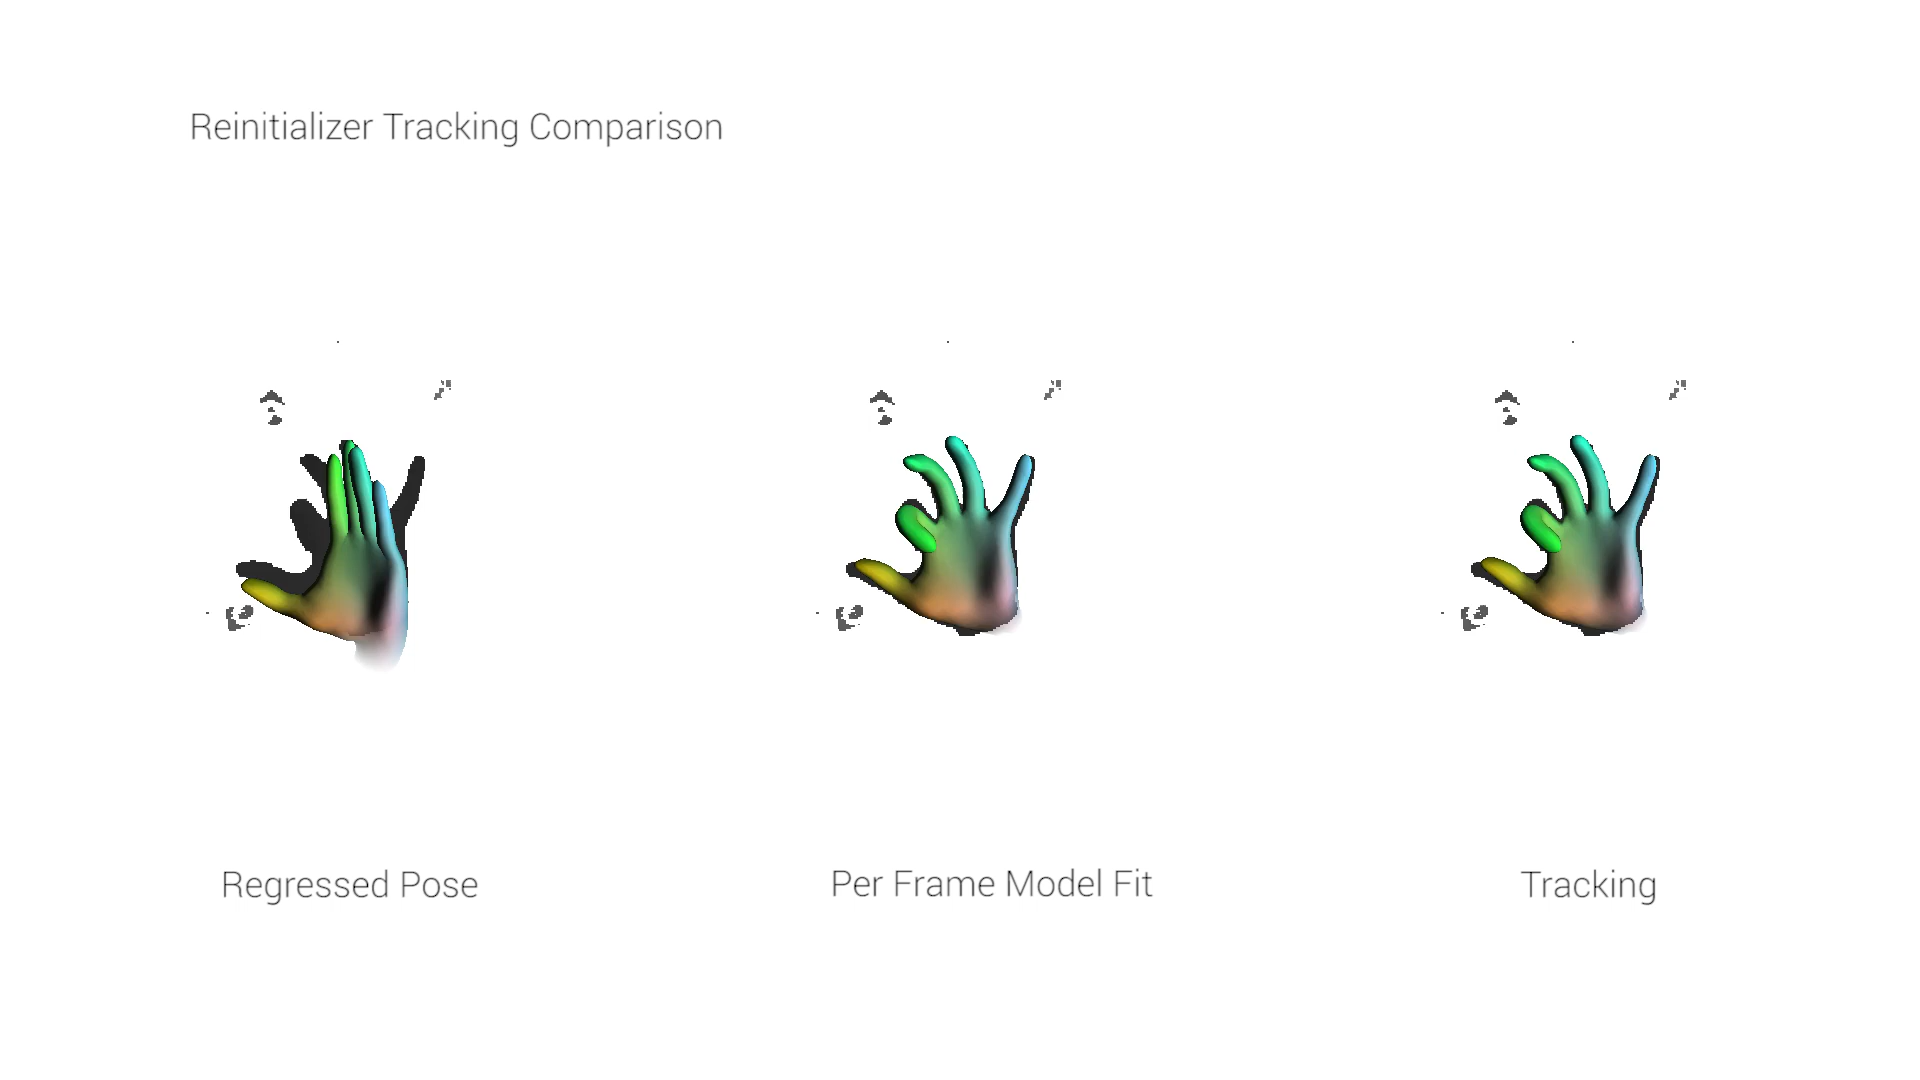 Reinitializer Tracking Comparison
Regressed Pose
Per Frame Model Fit
Tracking